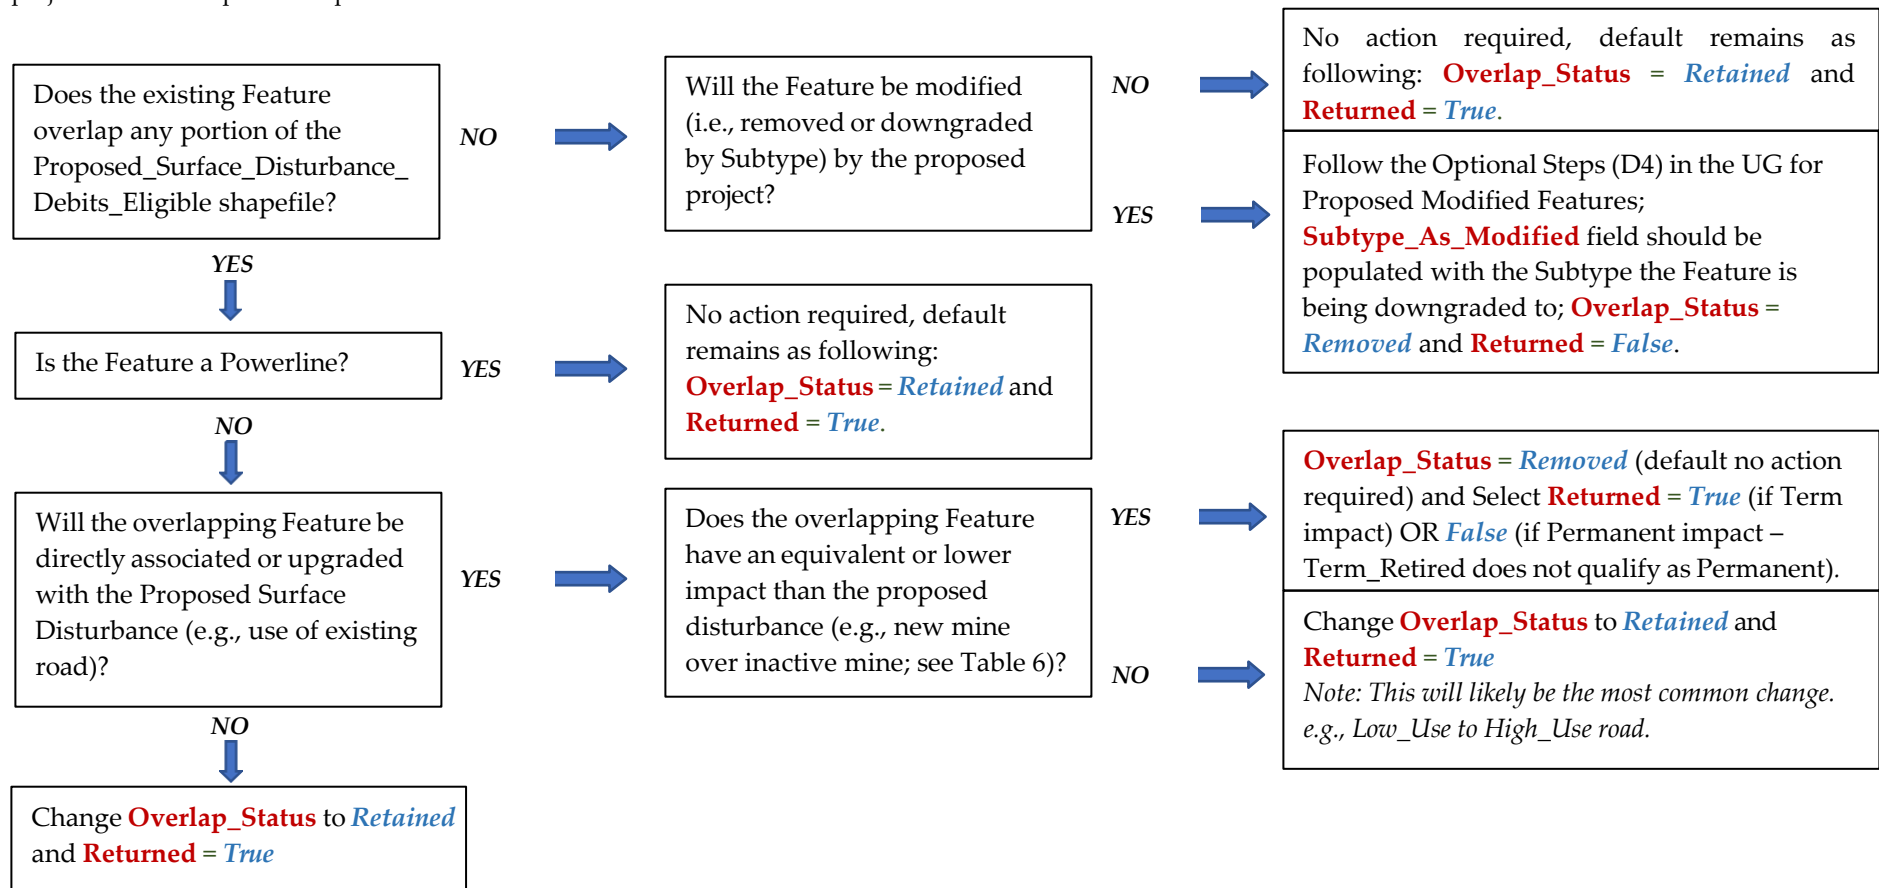 Does the existing Feature
overlap any portion of the
Proposed_Surface_Disturbance_
Debits_Eligible shapefile?
NO
Will the Feature be modified
(i.e., removed or downgraded
by Subtype) by the proposed
project?
NO
No action required, default remains as
following: Overlap_Status = Retained and
Returned = True.
YES
Follow the Optional Steps (D4) in the UG for
Proposed Modified Features;
Subtype_As_Modified field should be
populated with the Subtype the Feature is
being downgraded to; Overlap_Status =
Removed and Returned = False.
YES
Is the Feature a Powerline?
YES
No action required, default
remains as following:
Overlap_Status = Retained and
Returned = True.
NO
Will the overlapping Feature be
directly associated or upgraded
with the Proposed Surface
Disturbance (e.g., use of existing
road)?
YES
Does the overlapping Feature
have an equivalent or lower
impact than the proposed
disturbance (e.g., new mine
over inactive mine; see Table 6)?
YES
Overlap_Status = Removed (default no action
required) and Select Returned = True (if Term
impact) OR False (if Permanent impact –
Term_Retired does not qualify as Permanent).
NO
Change Overlap_Status to Retained and
Returned = True
Note: This will likely be the most common change.
e.g., Low_Use to High_Use road.
NO
Change Overlap_Status to Retained
and Returned = True